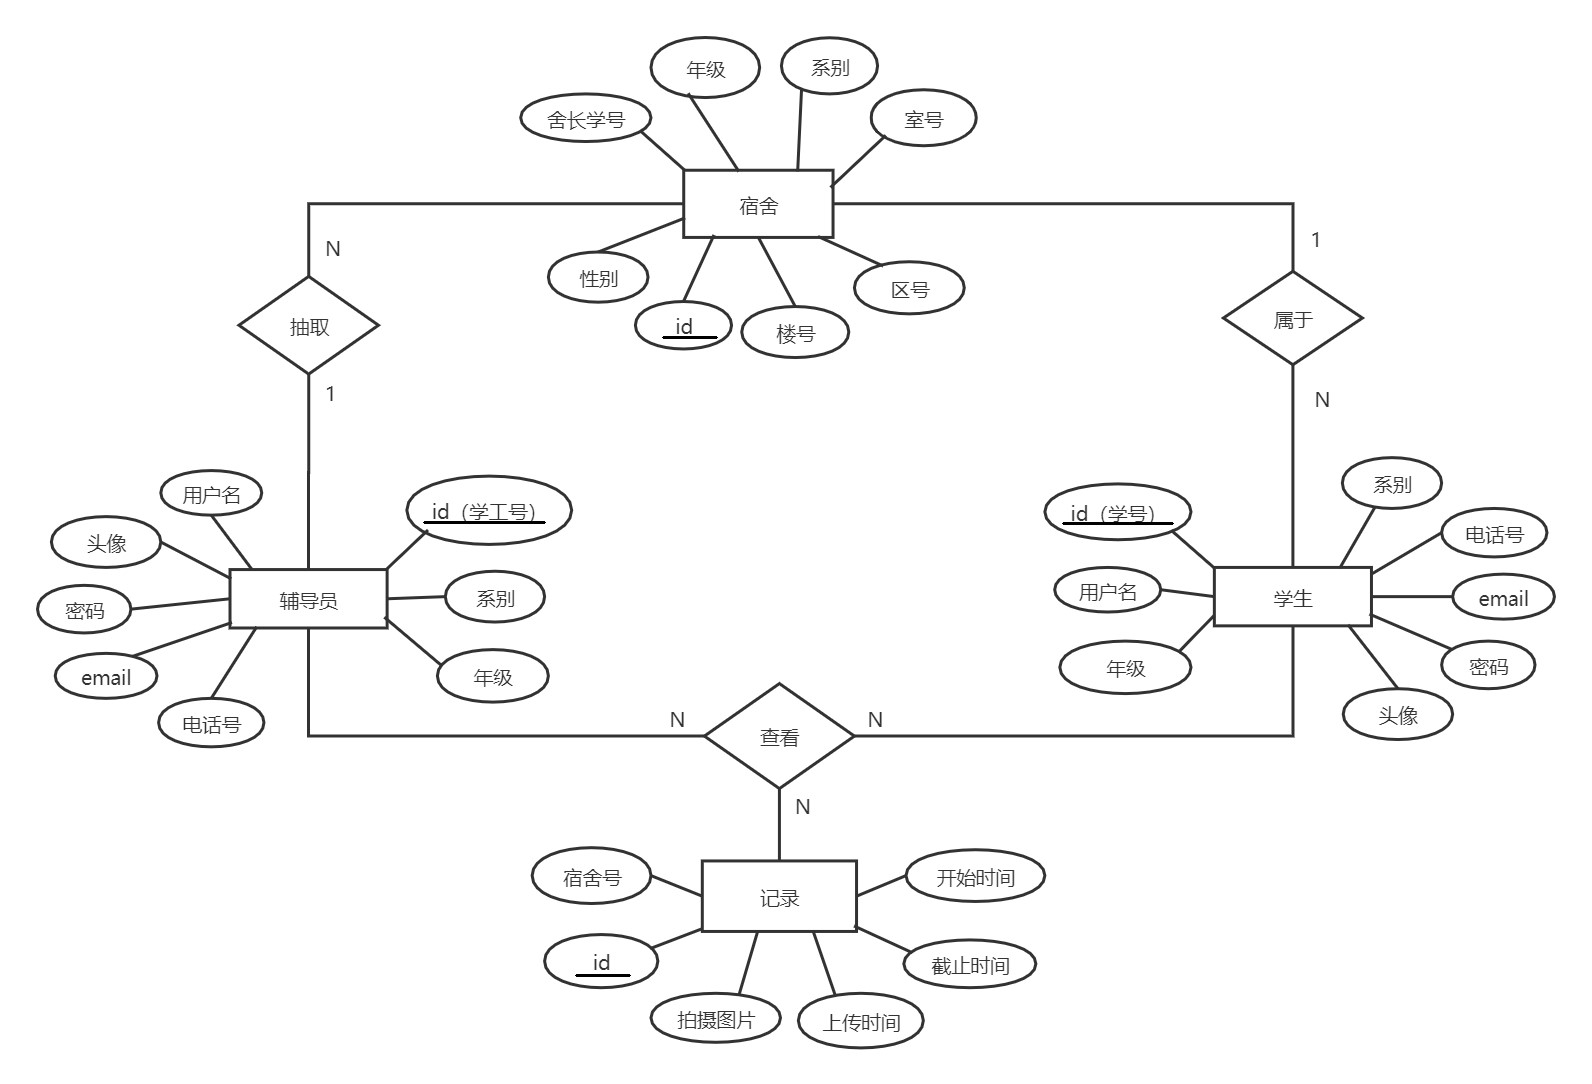 年级
系别
舍长学号
室号
宿舍
N
1
性别
区号
id
楼号
抽取
属于
1
N
用户名
id（学工号）
头像
系别
密码
辅导员
email
年级
电话号
系别
id（学号）
电话号
用户名
学生
email
年级
密码
头像
N
查看
N
N
宿舍号
记录
开始时间
id
截止时间
拍摄图片
上传时间